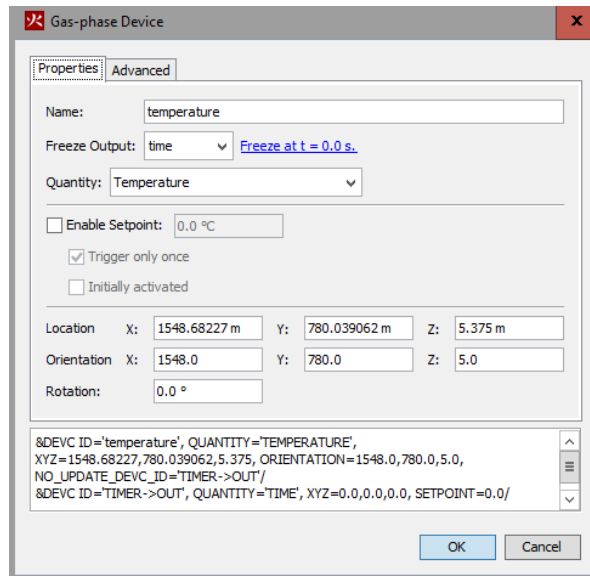 Gas-phase Device
x
Properties Advanced
Name: temperature
Freeze Output: time Freeze at t = 0.0 s.
Quantity: Temperature
Enable Setpoint: 0.0 °C
Trigger only once
Initially activated
Location X: 1548.68227 m Y: 780.039062 m Z: 5.375 m
Orientation X: 1548.0 Y: 780.0 Z: 5.0
Rotation: 0.0 °
&DEVC ID='temperature', QUANTITY='TEMPERATURE',
XYZ=1548.68227,780.039062,5.375, ORIENTATION=1548.0,780.0,5.0,
NO_UPDATE_DEVC_ID='TIMER->OUT'/
&DEVC ID='TIMER->OUT', QUANTITY='TIME', XYZ=0.0,0.0,0.0, SETPOINT=0.0/
OK Cancel